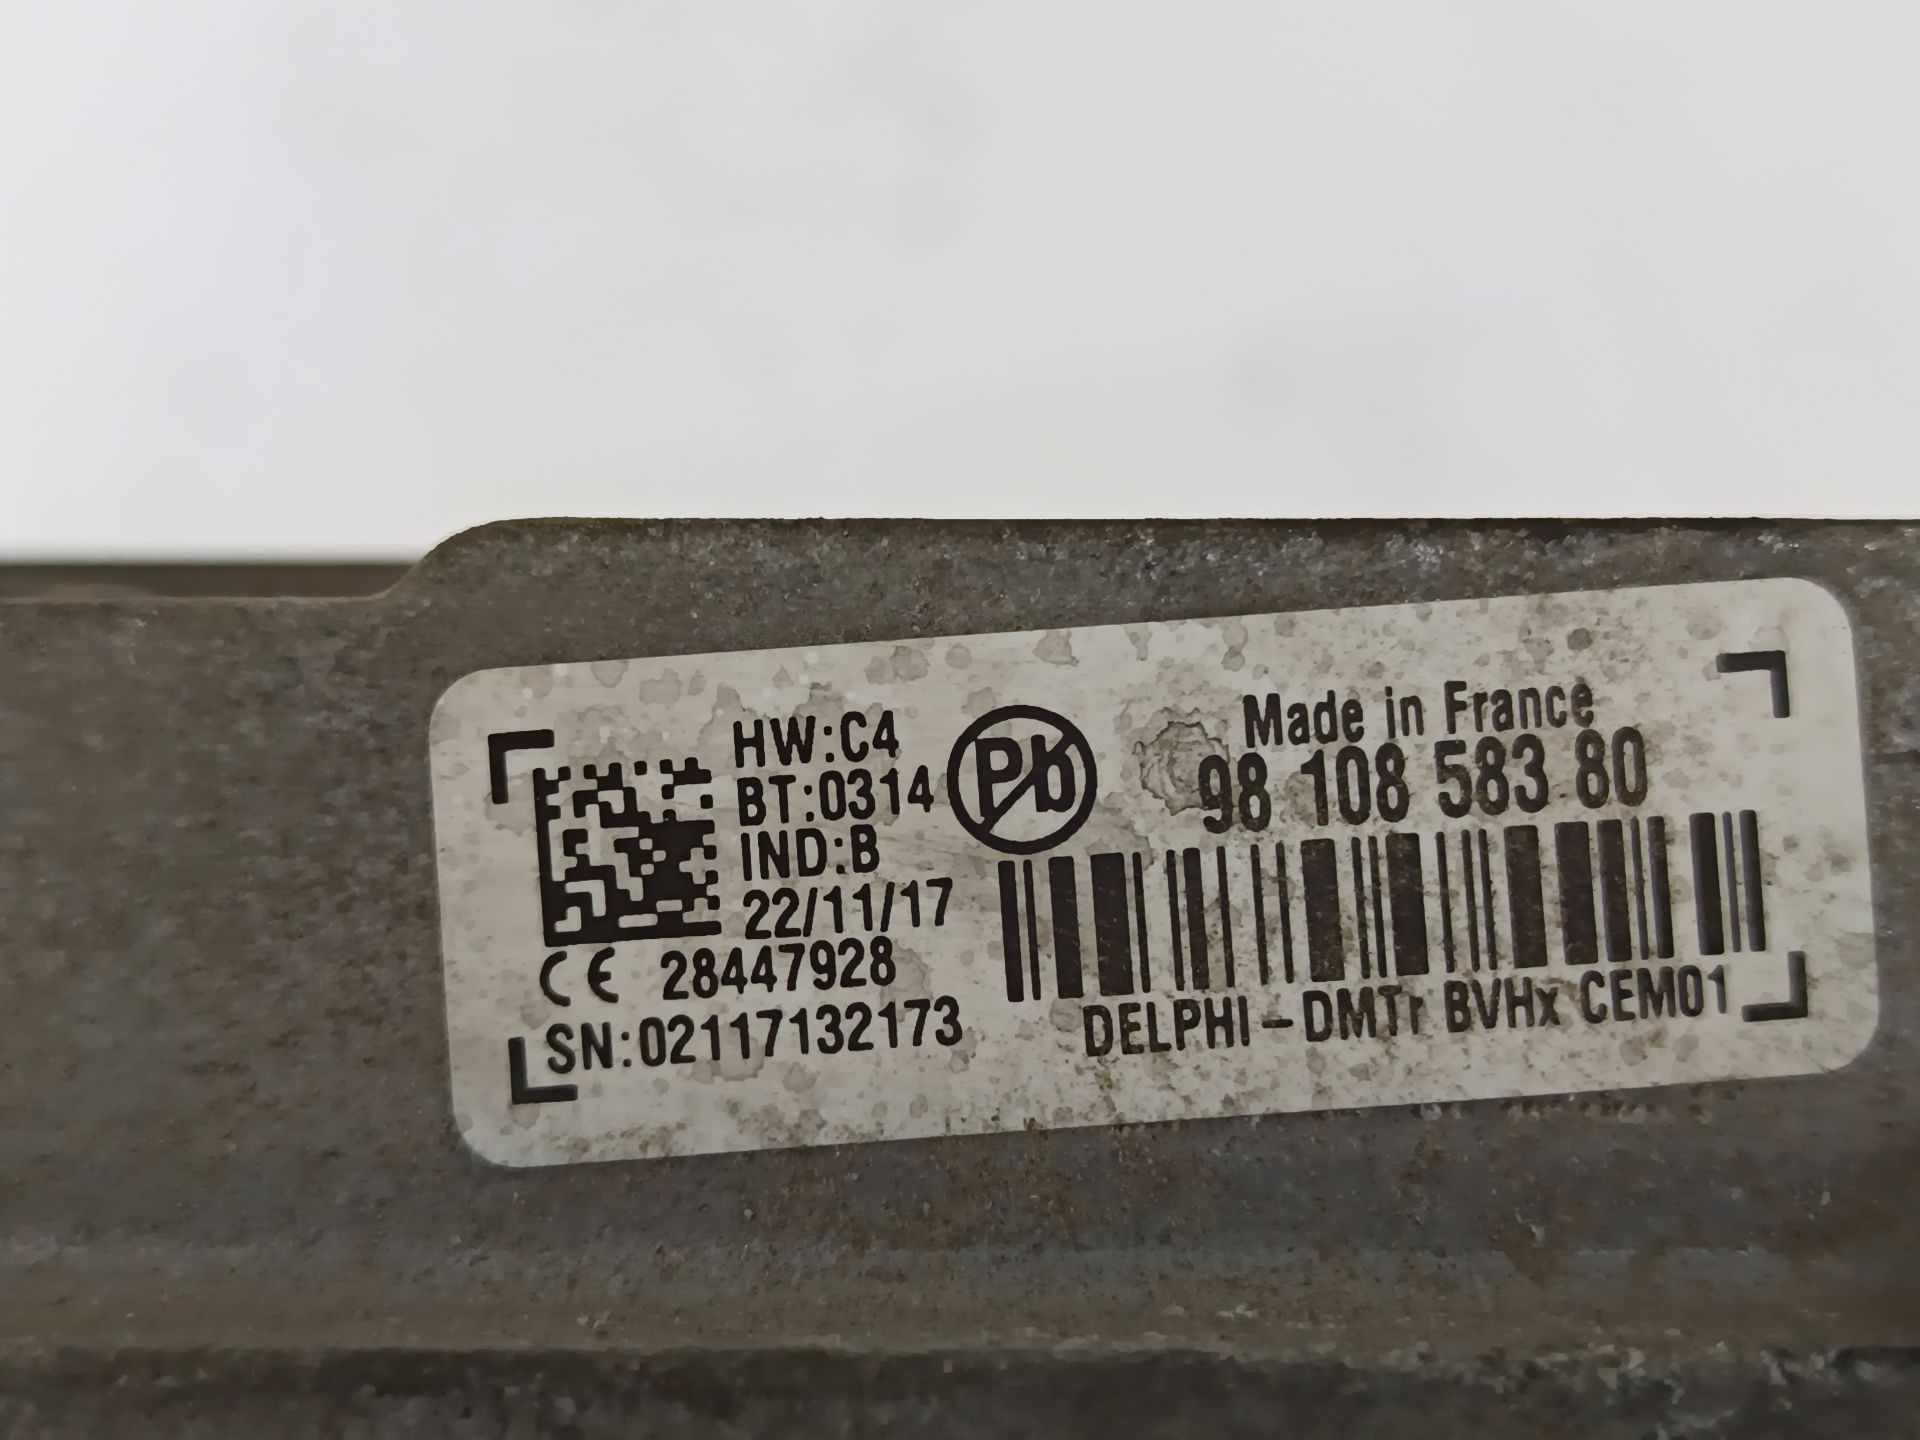 HW:C4
BT:0314
IND:B
22/11/17
CE 28447928
SN:02117132173
Pb
Made in France
98 108 583 80
DELPHI - DMTr BVHx CEM01